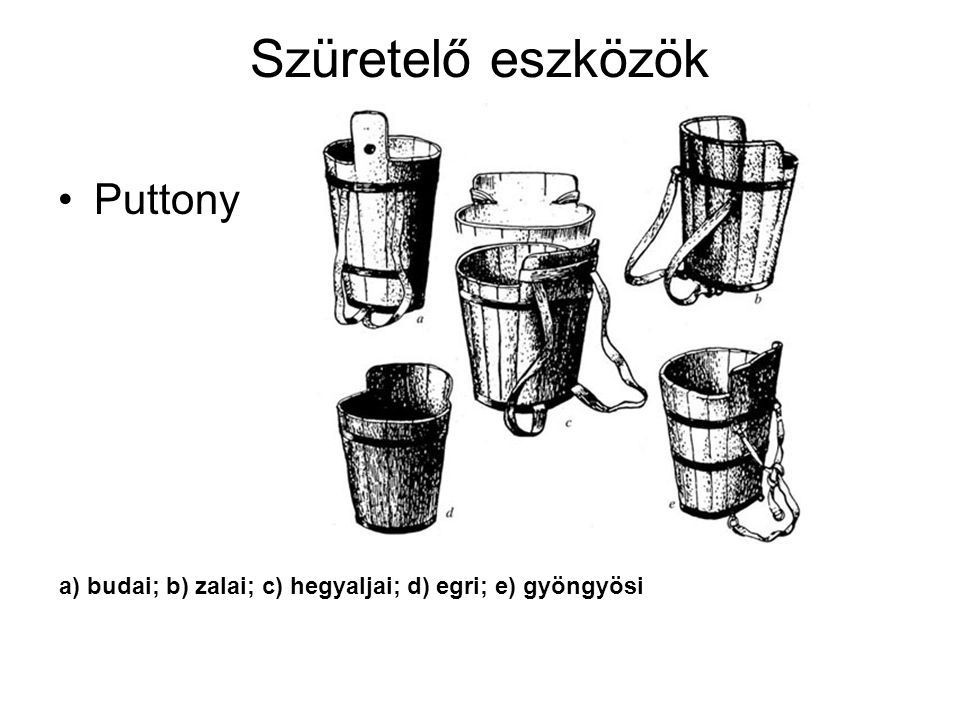 Szüretelő eszközök
• Puttony
a
b
c
d
e
a) budai; b) zalai; c) hegyaljai; d) egri; e) gyöngyösi